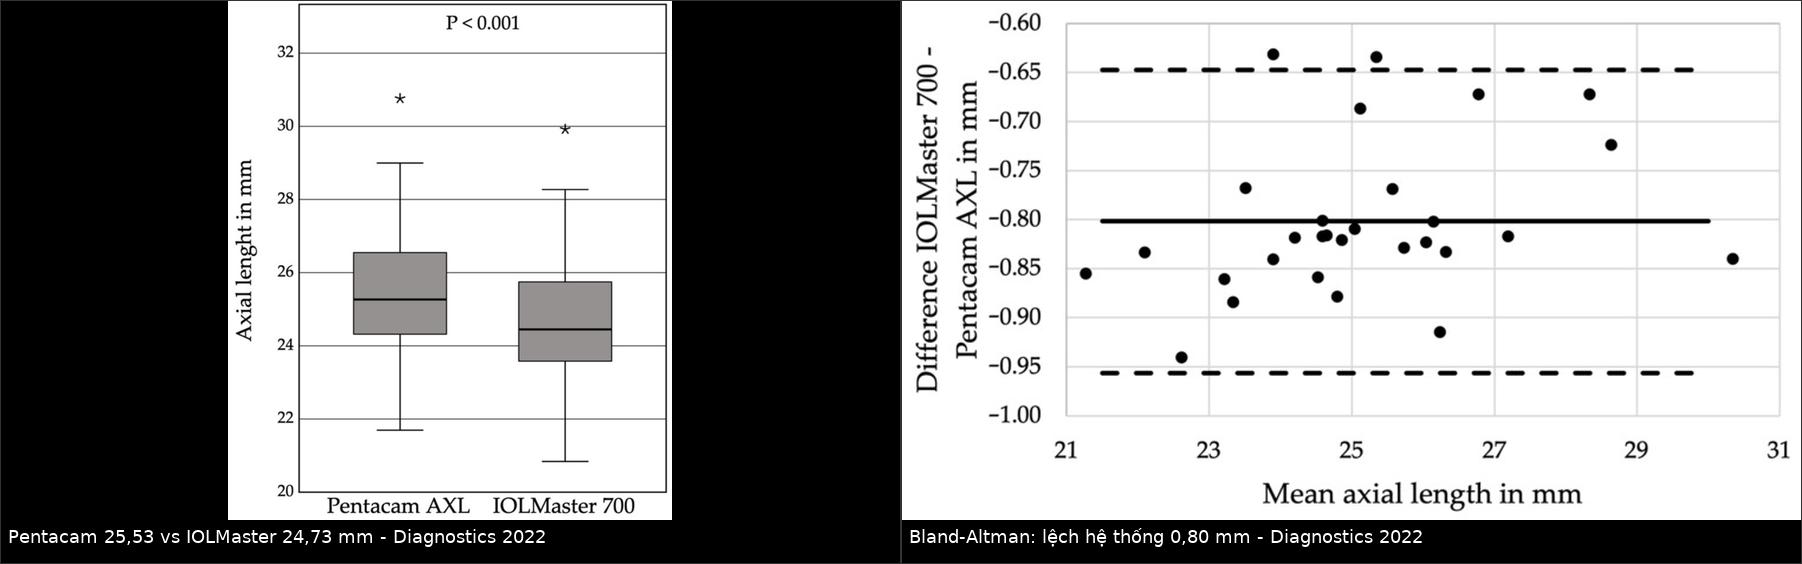 P < 0.001
Axial lenght in mm
32
30
28
26
24
22
20
*
*
Pentacam AXL
IOLMaster 700
Pentacam 25,53 vs IOLMaster 24,73 mm - Diagnostics 2022
Difference IOLMaster 700 -
Pentacam AXL in mm
−0.60
−0.65
−0.70
−0.75
−0.80
−0.85
−0.90
−0.95
−1.00
21 23 25 27 29 31
Mean axial length in mm
Bland-Altman: lệch hệ thống 0,80 mm - Diagnostics 2022